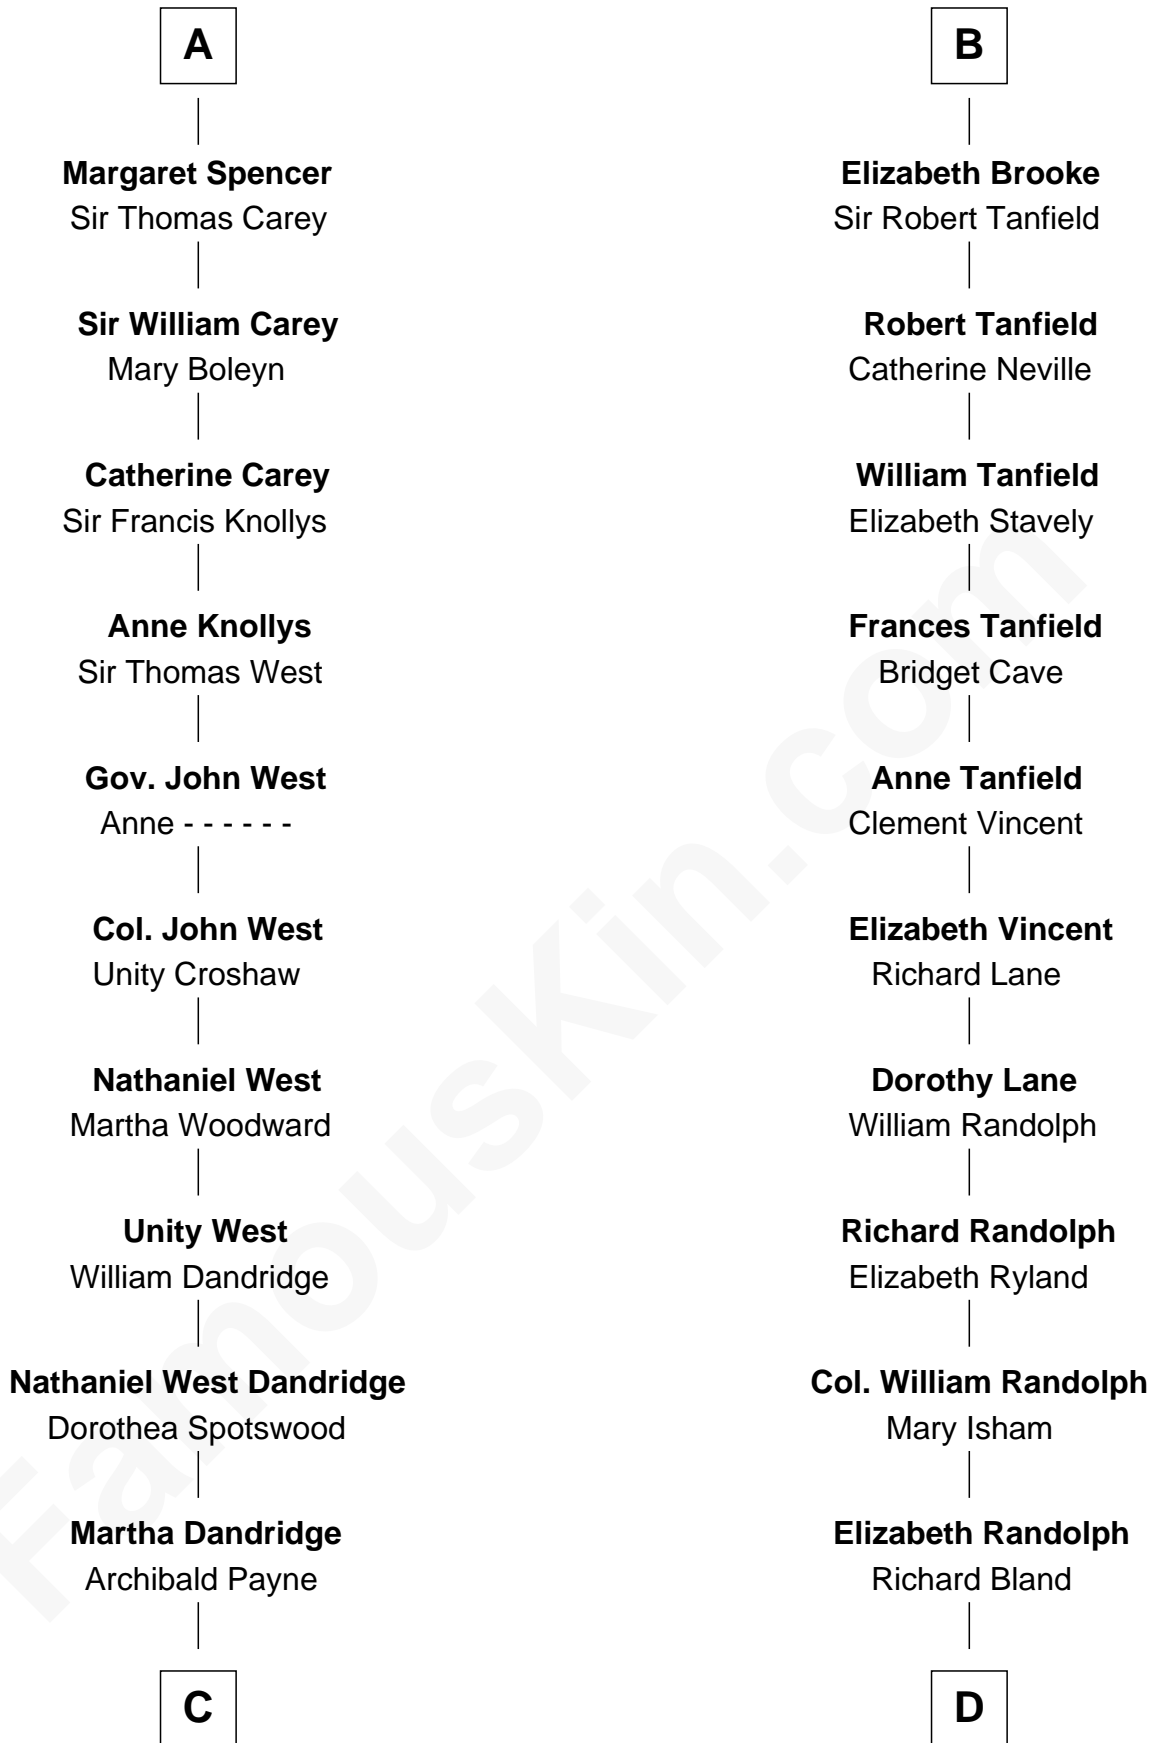 A
Margaret Spencer
Sir Thomas Carey
Sir William Carey
Mary Boleyn
Catherine Carey
Sir Francis Knollys
Anne Knollys
Sir Thomas West
Gov. John West
Anne - - - - - -
Col. John West
Unity Croshaw
Nathaniel West
Martha Woodward
Unity West
William Dandridge
Nathaniel West Dandridge
Dorothea Spotswood
Martha Dandridge
Archibald Payne
C
B
Elizabeth Brooke
Sir Robert Tanfield
Robert Tanfield
Catherine Neville
William Tanfield
Elizabeth Stavely
Frances Tanfield
Bridget Cave
Anne Tanfield
Clement Vincent
Elizabeth Vincent
Richard Lane
Dorothy Lane
William Randolph
Richard Randolph
Elizabeth Ryland
Col. William Randolph
Mary Isham
Elizabeth Randolph
Richard Bland
D
FamousKin.com